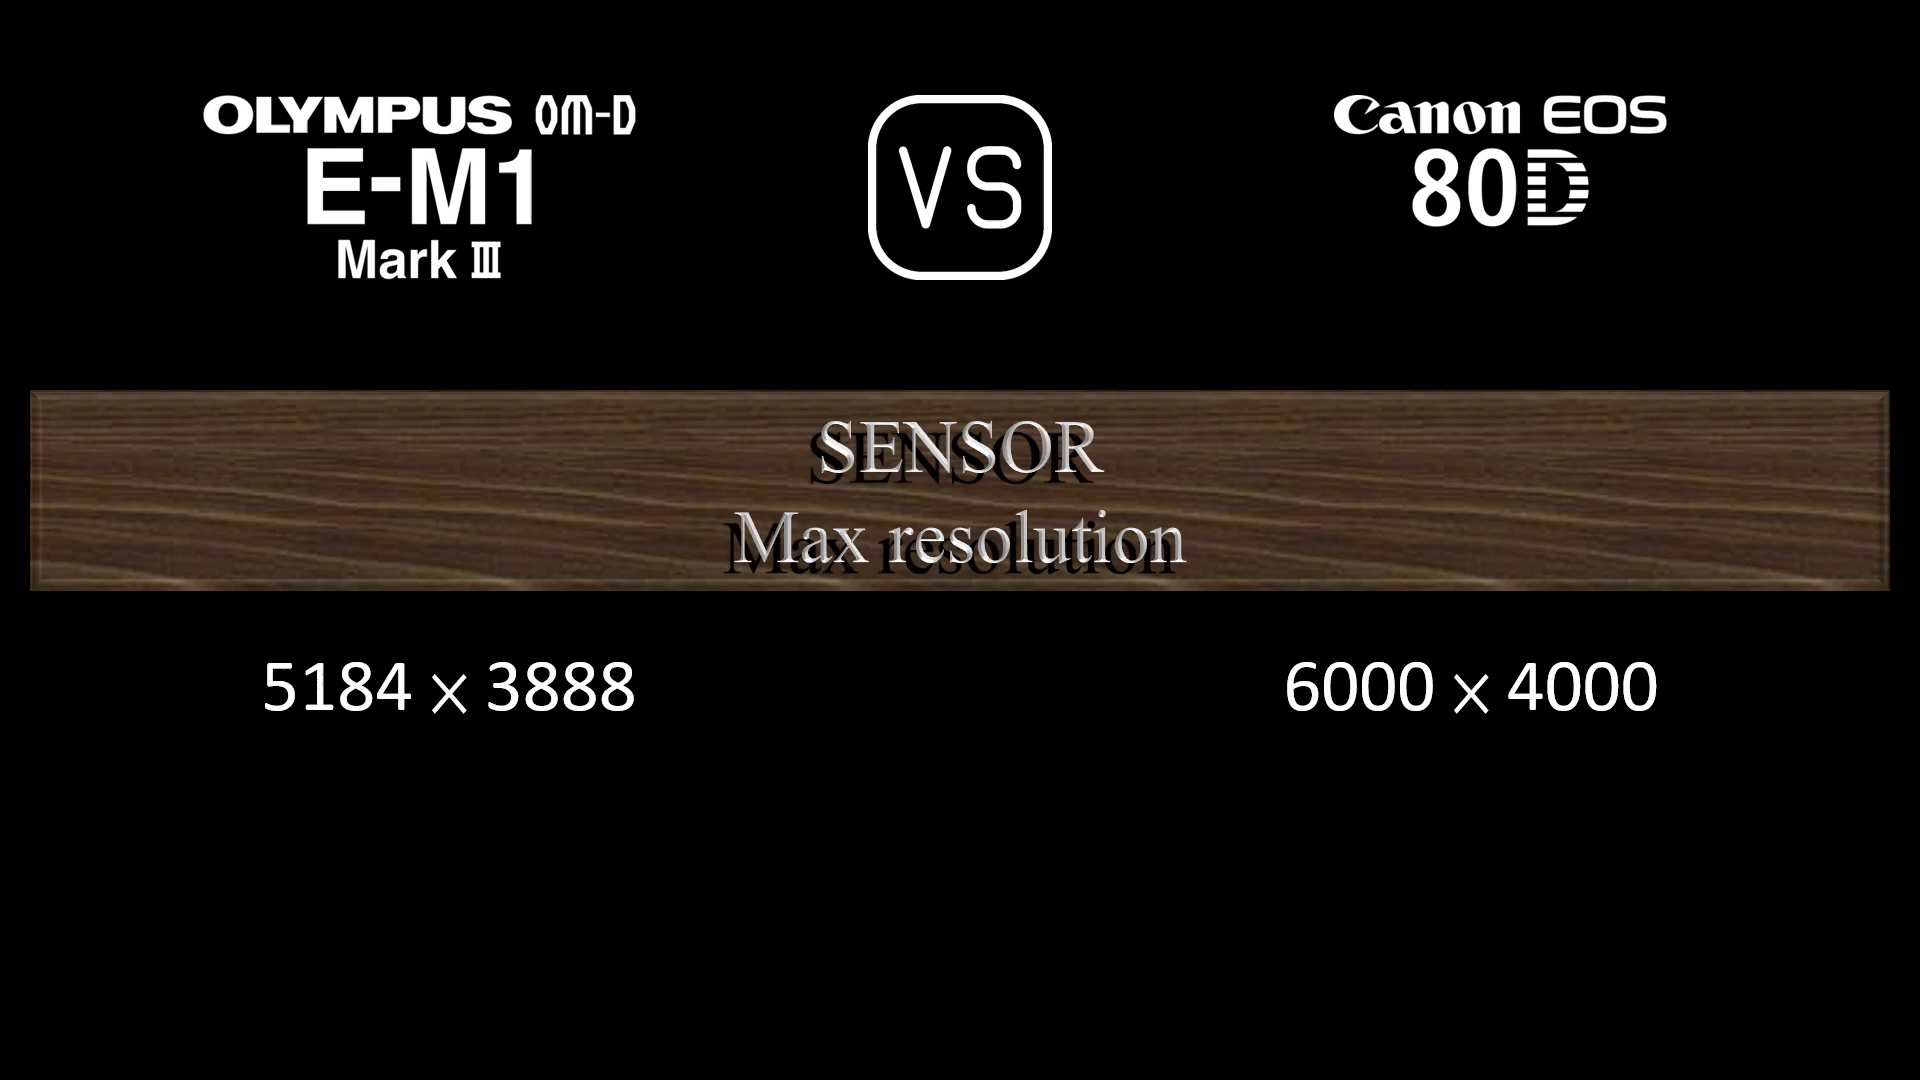 OLYMPUS OM-D
E-M1
Mark III
VS
Canon EOS
80D
SENSOR
Max resolution
5184 x 3888
6000 x 4000